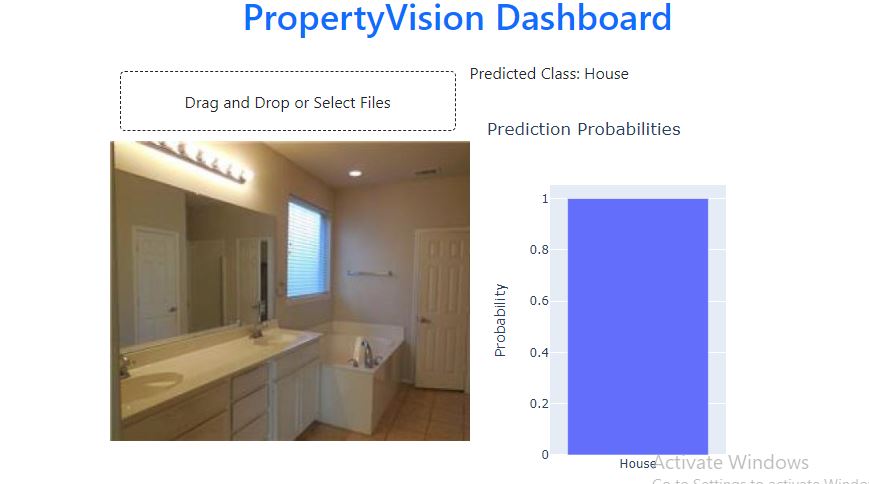 PropertyVision Dashboard
Drag and Drop or Select Files
Predicted Class: House
Prediction Probabilities
1
0.8
0.6
0.4
0.2
0
Probability
House
Activate Windows
Go to Settings to activate Windo